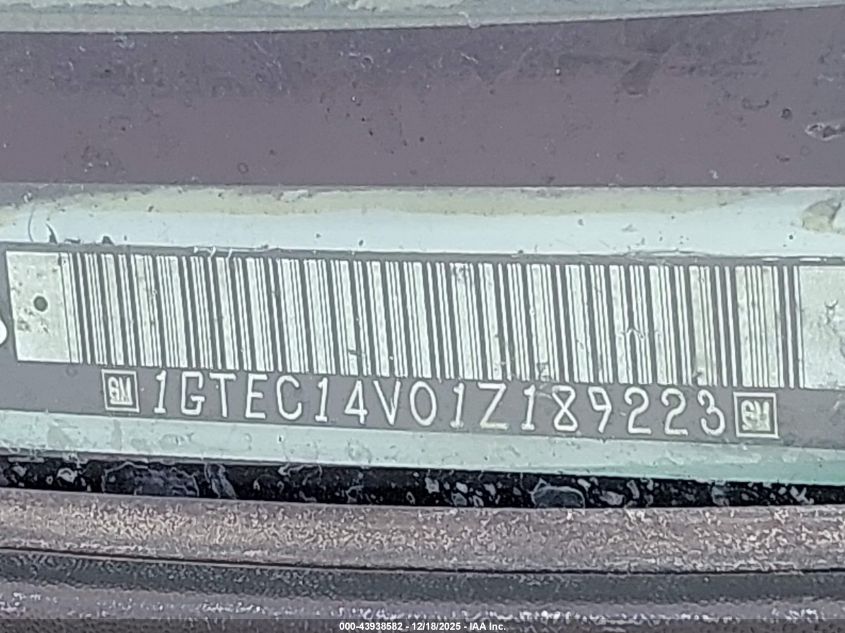 GM 1GTEC14V01Z189223 GM
000-43938582 | 12/18/2025 - IAA Inc.